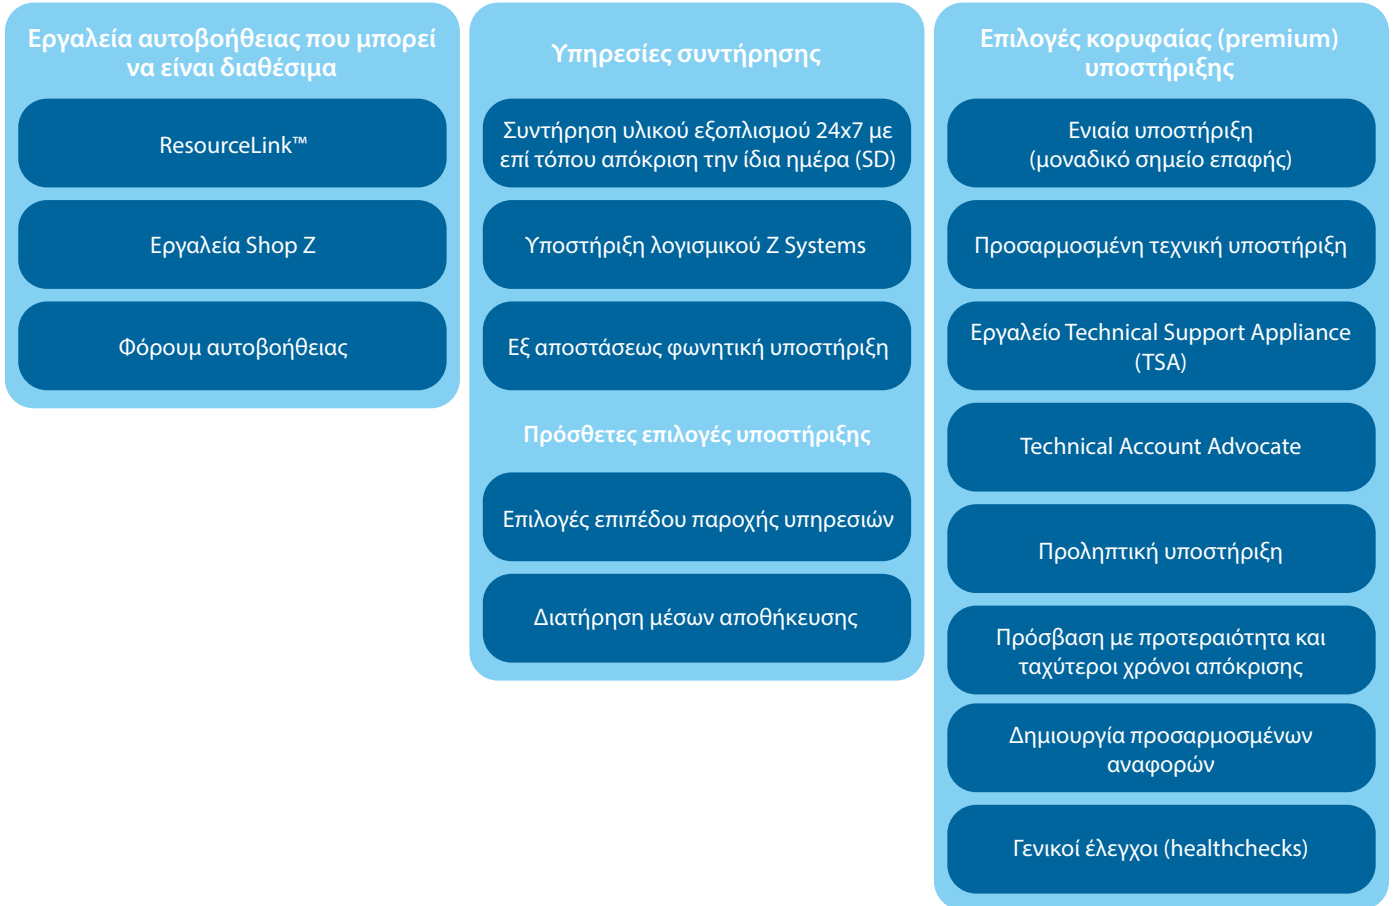 Εργαλεία αυτοβοήθειας που μπορεί
να είναι διαθέσιμα
ResourceLink™
Εργαλεία Shop Z
Φόρουμ αυτοβοήθειας
Υπηρεσίες συντήρησης
Συντήρηση υλικού εξοπλισμού 24x7 με
επί τόπου απόκριση την ίδια ημέρα (SD)
Υποστήριξη λογισμικού Z Systems
Εξ αποστάσεως φωνητική υποστήριξη
Πρόσθετες επιλογές υποστήριξης
Επιλογές επιπέδου παροχής υπηρεσιών
Διατήρηση μέσων αποθήκευσης
Επιλογές κορυφαίας (premium)
υποστήριξης
Ενιαία υποστήριξη
(μοναδικό σημείο επαφής)
Προσαρμοσμένη τεχνική υποστήριξη
Εργαλείο Technical Support Appliance
(TSA)
Technical Account Advocate
Προληπτική υποστήριξη
Πρόσβαση με προτεραιότητα και
ταχύτεροι χρόνοι απόκρισης
Δημιουργία προσαρμοσμένων
αναφορών
Γενικοί έλεγχοι (healthchecks)